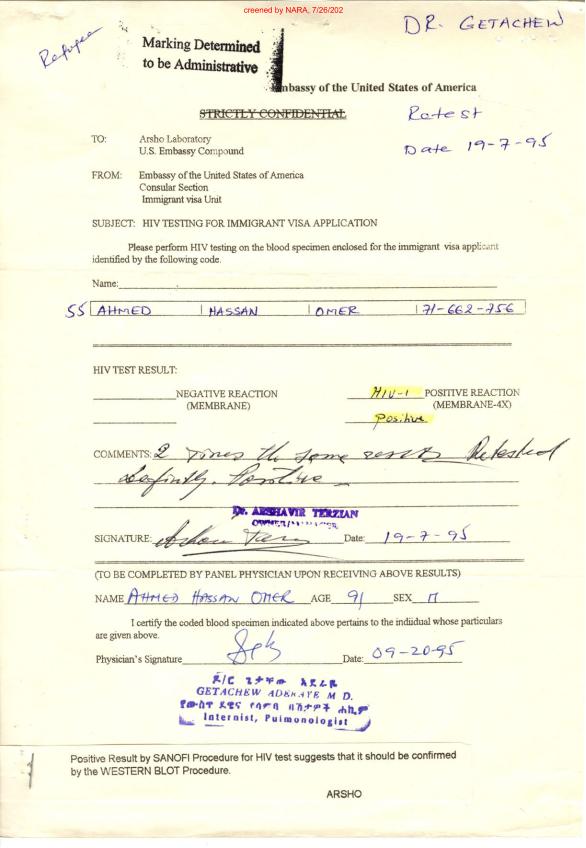 creened by NARA, 7/26/202
DR. GETACHEW
Refugee
Marking Determined
to be Administrative
mbassy of the United States of America
STRICTLY CONFIDENTIAL
Retest
Date 19-7-95
TO: Arsho Laboratory
U.S. Embassy Compound
FROM: Embassy of the United States of America
Consular Section
Immigrant visa Unit
SUBJECT: HIV TESTING FOR IMMIGRANT VISA APPLICATION
Please perform HIV testing on the blood specimen enclosed for the immigrant visa applicant
identified by the following code.
Name:
55 AHMED HASSAN OMER 71-662-756
HIV TEST RESULT:
NEGATIVE REACTION HIV-1 POSITIVE REACTION
(MEMBRANE) (MEMBRANE-4X)
Positive
COMMENTS: 2 times the same Retested
Definitly. Positive
Dr. ARSHAVIR TERZIAN
OWNER/MANAGER
SIGNATURE: Date: 19-7-95
(TO BE COMPLETED BY PANEL PHYSICIAN UPON RECEIVING ABOVE RESULTS)
NAME AHMED HASSAN OMER AGE SEX M
I certify the coded blood specimen indicated above pertains to the indiidual whose particulars
are given above.
Physician's Signature Date: 09-20-95
ዶ/ር ጌታቸው አደራዬ
GETACHEW ADERAYE M D.
የውስጥ ደዌና የሳምባ በሽታዎች ሐኪም
Internist, Pulmonologist
Positive Result by SANOFI Procedure for HIV test suggests that it should be confirmed
by the WESTERN BLOT Procedure.
ARSHO